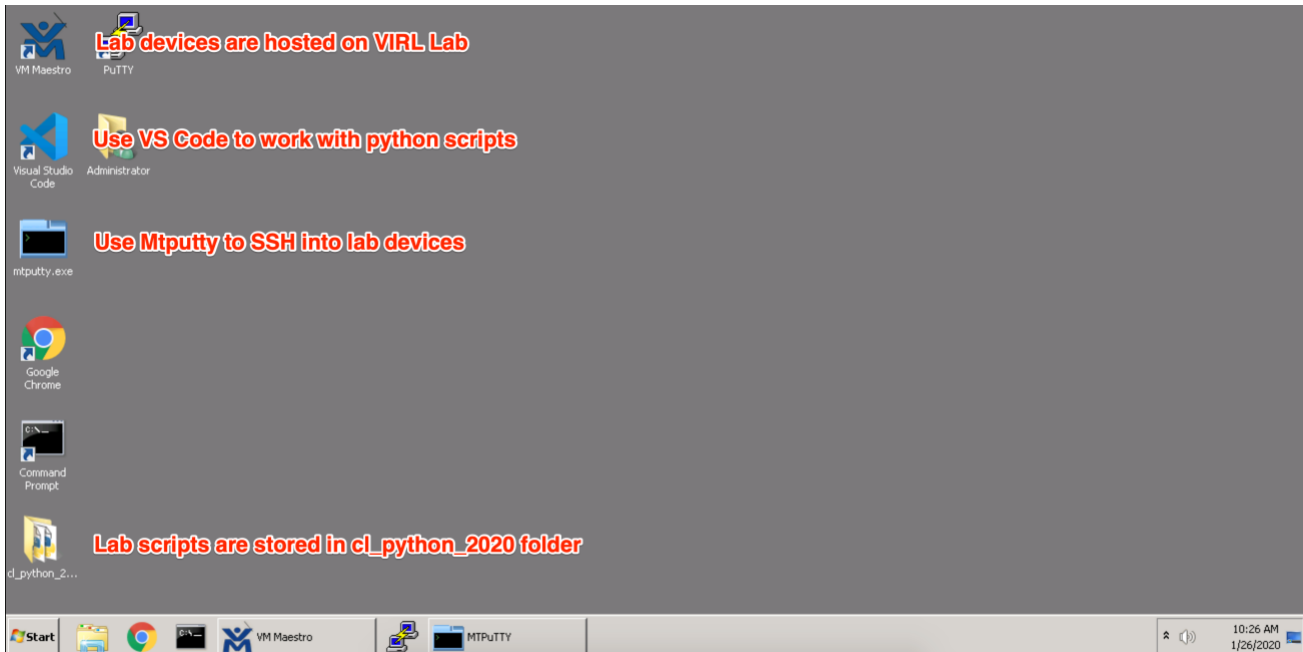 Lab devices are hosted on VIRL Lab
VM Maestro
PuTTY
Use VS Code to work with python scripts
Visual Studio
Code
Administrator
Use Mtputty to SSH into lab devices
mtputty.exe
Google
Chrome
C:\_
Command
Prompt
Lab scripts are stored in cl_python_2020 folder
cl_python_2...
Start
C:\_
VM Maestro
MTPuTTY
10:26 AM
1/26/2020